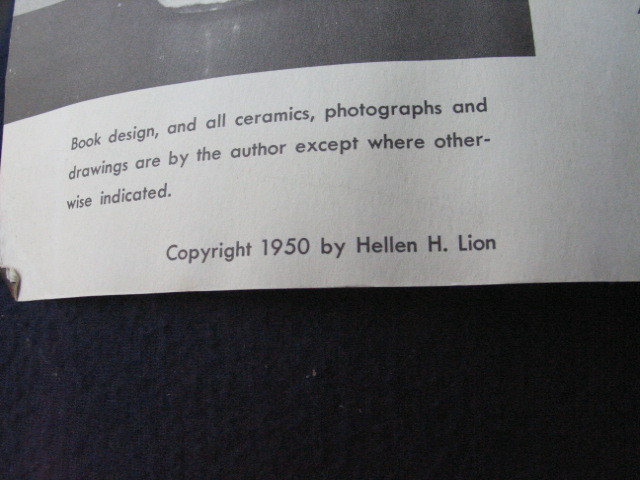 Book design, and all ceramics, photographs and
drawings are by the author except where other-
wise indicated.
Copyright 1950 by Hellen H. Lion